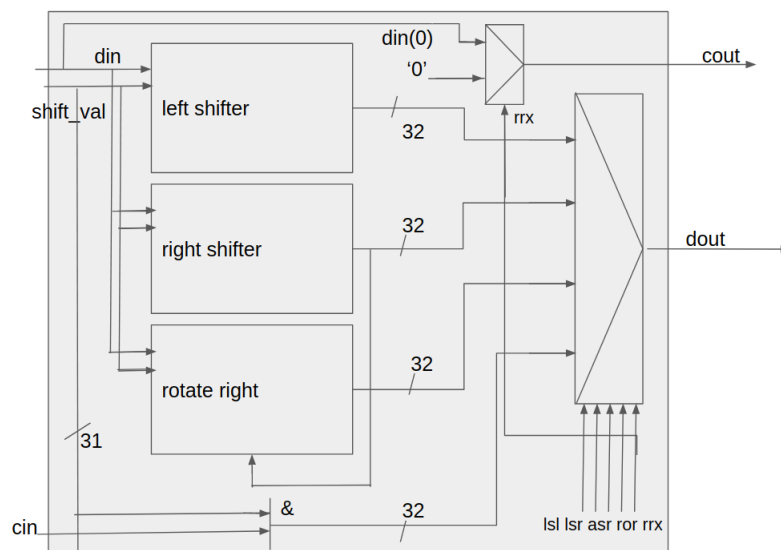 din
din(0)
cout
‘0’
shift_val
left shifter
32
rrx
right shifter
32
dout
rotate right
32
31
&
32
cin
lsl lsr asr ror rrx